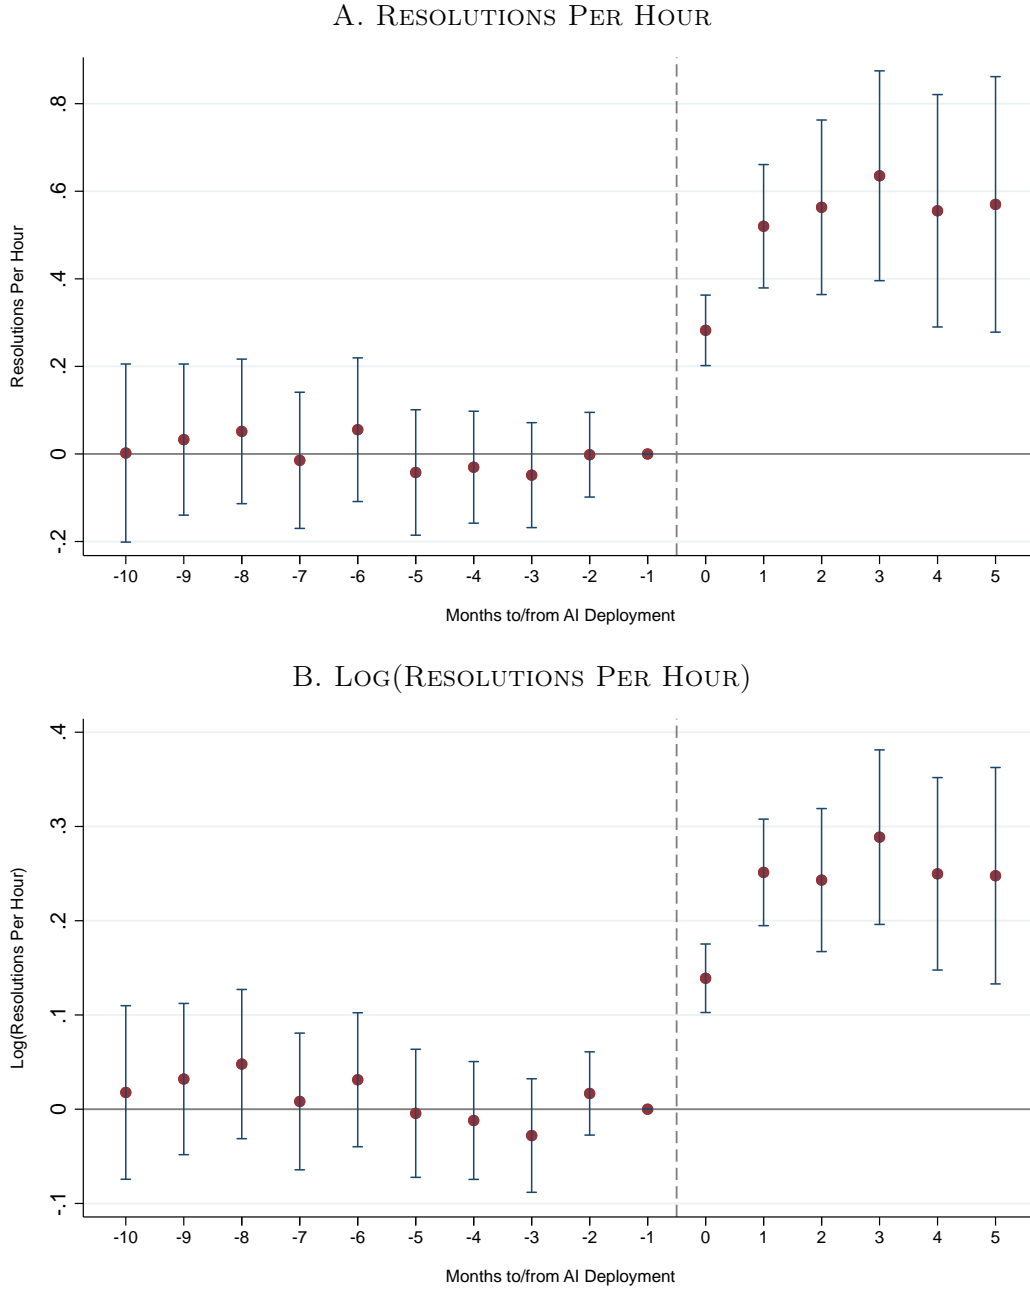 A. Resolutions Per Hour
Resolutions Per Hour
.8
.6
.4
.2
0
-.2
-10 -9 -8 -7 -6 -5 -4 -3 -2 -1 0 1 2 3 4 5
Months to/from AI Deployment
B. Log(Resolutions Per Hour)
Log(Resolutions Per Hour)
.4
.3
.2
.1
0
-.1
-10 -9 -8 -7 -6 -5 -4 -3 -2 -1 0 1 2 3 4 5
Months to/from AI Deployment